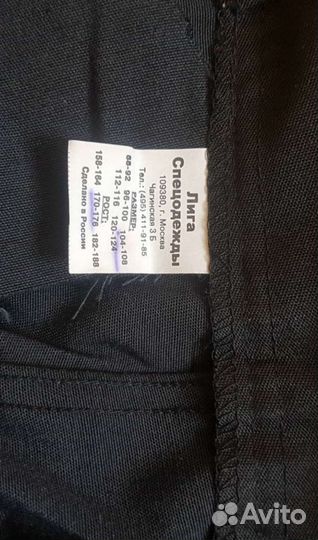 Лига
Спецодежды
109380, г. Москва
Чагинская 3 Б
Тел.: (495) 411-91-85
РАЗМЕР:
88-92 96-100 104-108
112-116 120-124
РОСТ:
158-164 170-176 182-188
Сделано в России
Avito